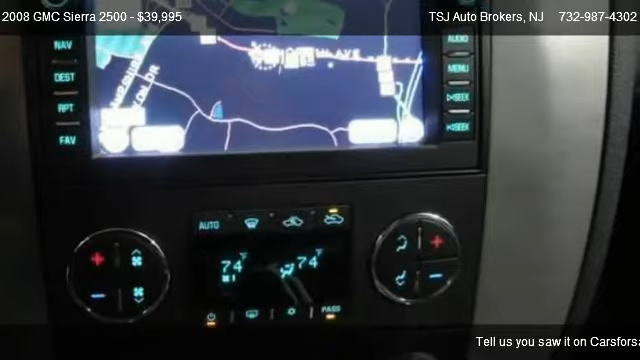 2008 GMC Sierra 2500 - $39,995
TSJ Auto Brokers, NJ 732-987-4302
NAV
AUDIO
DEST
MENU
RPT
SEEK
FAV
SEEK
AUTO
74°F 74°F
PASS
Tell us you saw it on Carsfors